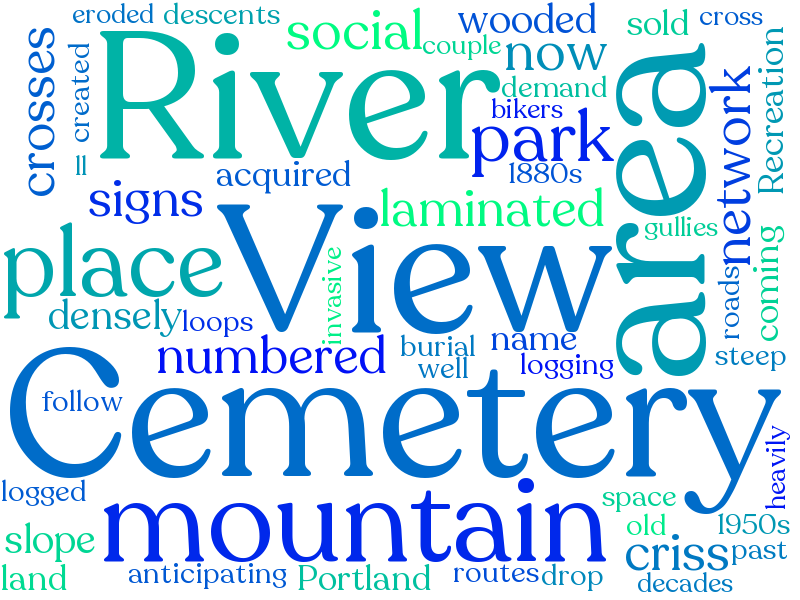 eroded descents
social
couple
wooded
sold
cross
crosses
created
ll
River
now
demand
bikers
park
1880s
area
network
Recreation
acquired
signs
laminated
gullies
place
View
invasive
coming
roads
densely
loops
numbered
burial
well
name
logging
steep
follow
Cemetery
heavily
logged
mountain
space
old
1950s
slope
criss
past
land
anticipating
Portland
routes
drop
decades